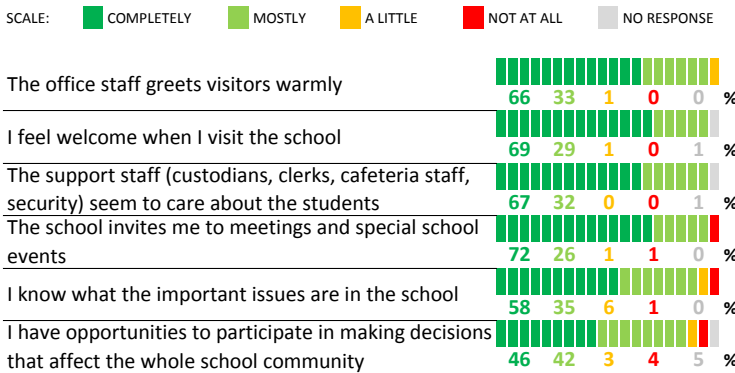 SCALE: COMPLETELY MOSTLY A LITTLE NOT AT ALL NO RESPONSE
The office staff greets visitors warmly
66 33 1 0 0 %
I feel welcome when I visit the school
69 29 1 0 1 %
The support staff (custodians, clerks, cafeteria staff,
security) seem to care about the students
67 32 0 0 1 %
The school invites me to meetings and special school
events
72 26 1 1 0 %
I know what the important issues are in the school
58 35 6 1 0 %
I have opportunities to participate in making decisions
that affect the whole school community
46 42 3 4 5 %